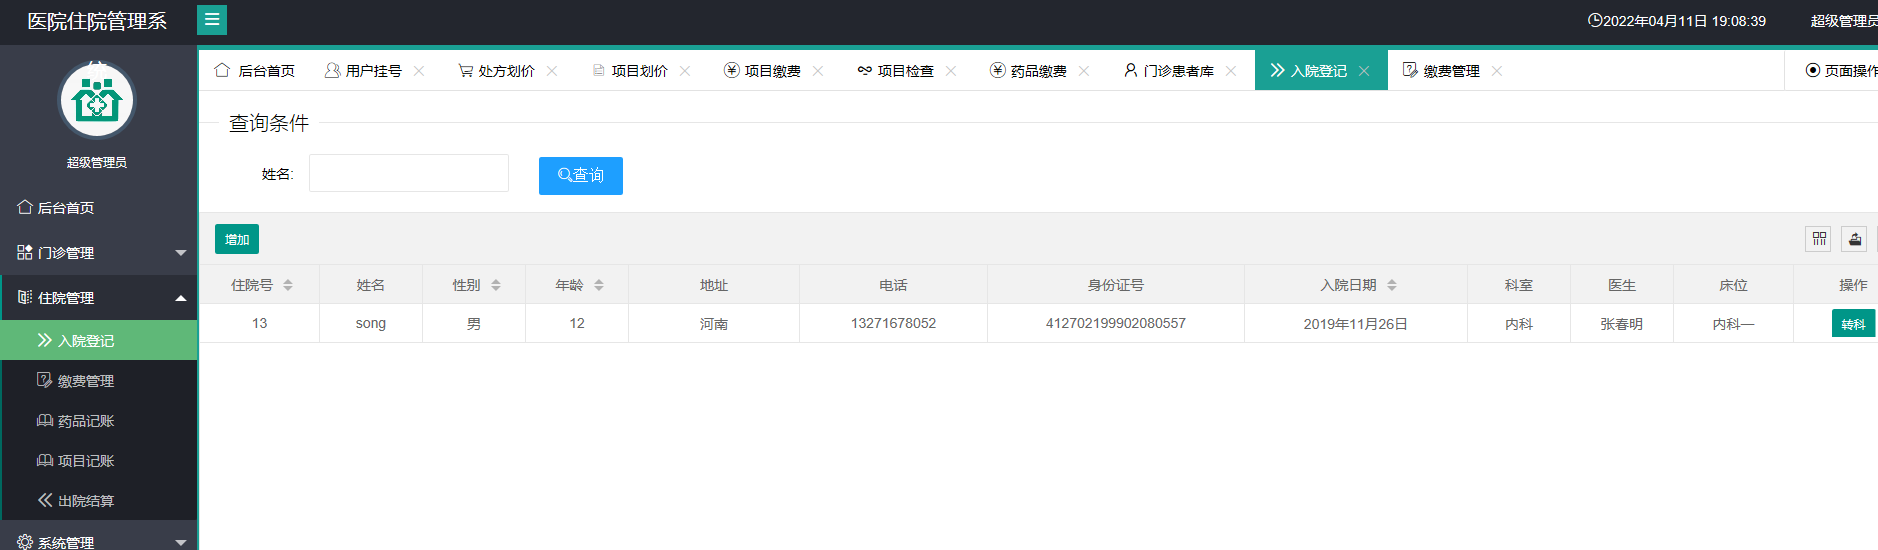 医院住院管理系
2022年04月11日 19:08:39
超级管理员
超级管理员
后台首页
门诊管理
住院管理
入院登记
缴费管理
药品记账
项目记账
出院结算
系统管理
后台首页
用户挂号
处方划价
项目划价
项目缴费
项目检查
药品缴费
门诊患者库
入院登记
缴费管理
页面操作
查询条件
姓名:
查询
增加
住院号 姓名 性别 年龄 地址 电话 身份证号 入院日期 科室 医生 床位 操作
13 song 男 12 河南 13271678052 412702199902080557 2019年11月26日 内科 张春明 内科一 转科